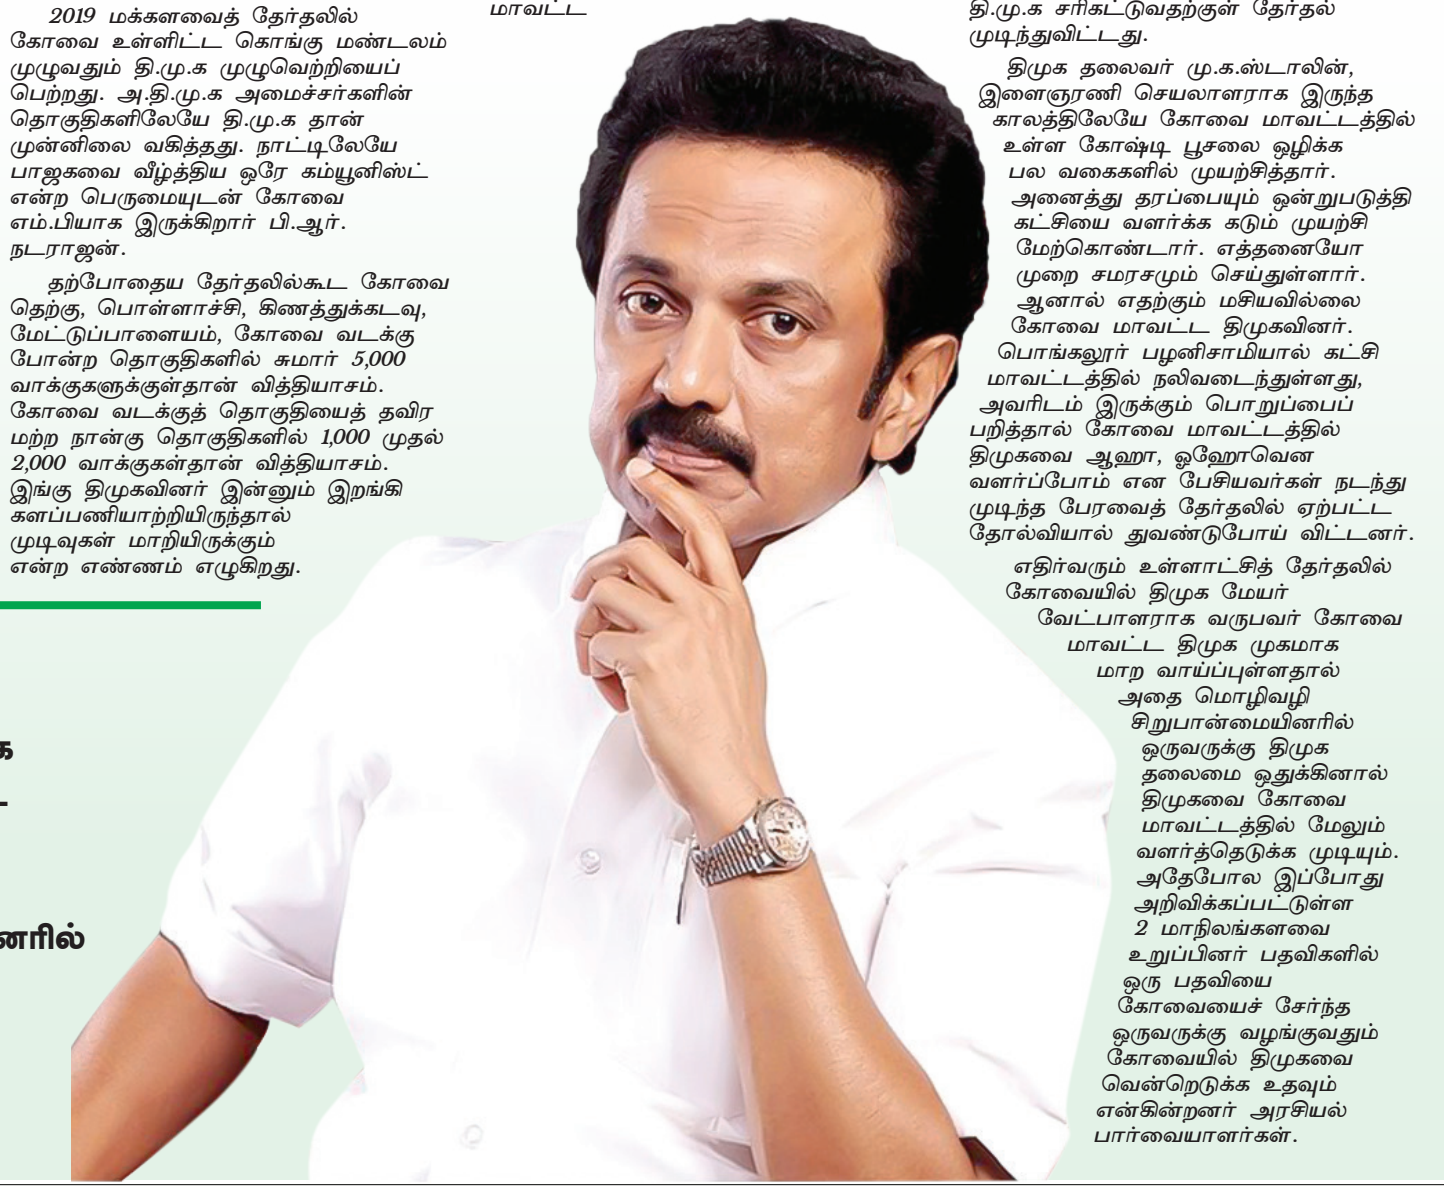 2019 மக்களவைத் தேர்தலில்
கோவை உள்ளிட்ட கொங்கு மண்டலம்
முழுவதும் தி.மு.க முழுவெற்றியைப்
பெற்றது. அ.தி.மு.க அமைச்சர்களின்
தொகுதிகளிலேயே தி.மு.க தான்
முன்னிலை வகித்தது. நாட்டிலேயே
பாஜகவை வீழ்த்திய ஒரே கம்யூனிஸ்ட்
என்ற பெருமையுடன் கோவை
எம்.பியாக இருக்கிறார் பி.ஆர்.
நடராஜன்.
தற்போதைய தேர்தலில்கூட கோவை
தெற்கு, பொள்ளாச்சி, கிணத்துக்கடவு,
மேட்டுப்பாளையம், கோவை வடக்கு
போன்ற தொகுதிகளில் சுமார் 5,000
வாக்குகளுக்குள்தான் வித்தியாசம்.
கோவை வடக்குத் தொகுதியைத் தவிர
மற்ற நான்கு தொகுதிகளில் 1,000 முதல்
2,000 வாக்குகள்தான் வித்தியாசம்.
இங்கு திமுகவினர் இன்னும் இறங்கி
களப்பணியாற்றியிருந்தால்
முடிவுகள் மாறியிருக்கும்
என்ற எண்ணம் எழுகிறது.
க
னரில்
மாவட்ட
தி.மு.க சரிகட்டுவதற்குள் தேர்தல்
முடிந்துவிட்டது.
திமுக தலைவர் மு.க.ஸ்டாலின்,
இளைஞரணி செயலாளராக இருந்த
காலத்திலேயே கோவை மாவட்டத்தில்
உள்ள கோஷ்டி பூசலை ஒழிக்க
பல வகைகளில் முயற்சித்தார்.
அனைத்து தரப்பையும் ஒன்றுபடுத்தி
கட்சியை வளர்க்க கடும் முயற்சி
மேற்கொண்டார். எத்தனையோ
முறை சமரசமும் செய்துள்ளார்.
ஆனால் எதற்கும் மசியவில்லை
கோவை மாவட்ட திமுகவினர்.
பொங்கலூர் பழனிசாமியால் கட்சி
மாவட்டத்தில் நலிவடைந்துள்ளது,
அவரிடம் இருக்கும் பொறுப்பைப்
பறித்தால் கோவை மாவட்டத்தில்
திமுகவை ஆஹா, ஓஹோவென
வளர்ப்போம் என பேசியவர்கள் நடந்து
முடிந்த பேரவைத் தேர்தலில் ஏற்பட்ட
தோல்வியால் துவண்டுபோய் விட்டனர்.
எதிர்வரும் உள்ளாட்சித் தேர்தலில்
கோவையில் திமுக மேயர்
வேட்பாளராக வருபவர் கோவை
மாவட்ட திமுக முகமாக
மாற வாய்ப்புள்ளதால்
அதை மொழிவழி
சிறுபான்மையினரில்
ஒருவருக்கு திமுக
தலைமை ஒதுக்கினால்
திமுகவை கோவை
மாவட்டத்தில் மேலும்
வளர்த்தெடுக்க முடியும்.
அதேபோல இப்போது
அறிவிக்கப்பட்டுள்ள
2 மாநிலங்களவை
உறுப்பினர் பதவிகளில்
ஒரு பதவியை
கோவையைச் சேர்ந்த
ஒருவருக்கு வழங்குவதும்
கோவையில் திமுகவை
வென்றெடுக்க உதவும்
என்கின்றனர் அரசியல்
பார்வையாளர்கள்.